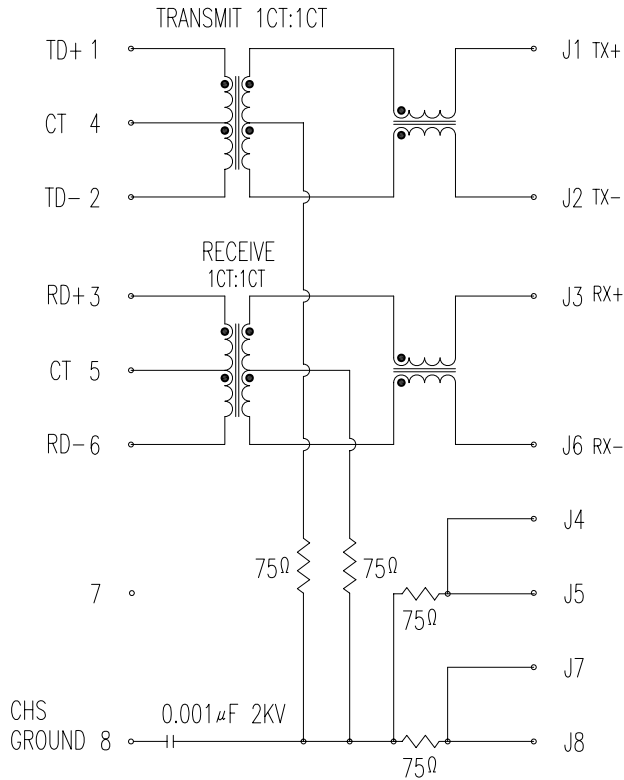 TRANSMIT 1CT:1CT
TD+ 1
J1 TX+
CT 4
TD- 2
J2 TX-
RECEIVE
1CT:1CT
RD+ 3
J3 RX+
CT 5
RD- 6
J6 RX-
J4
75Ω
75Ω
7
J5
75Ω
J7
CHS
GROUND 8
0.001µF 2KV
J8
75Ω